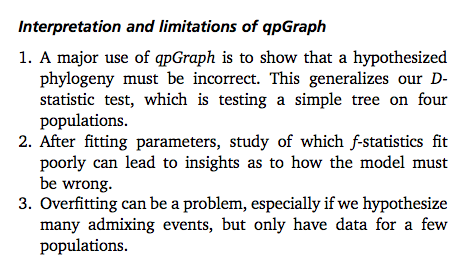 Interpretation and limitations of qpGraph
1. A major use of qpGraph is to show that a hypothesized
phylogeny must be incorrect. This generalizes our D-
statistic test, which is testing a simple tree on four
populations.
2. After fitting parameters, study of which f-statistics fit
poorly can lead to insights as to how the model must
be wrong.
3. Overfitting can be a problem, especially if we hypothesize
many admixing events, but only have data for a few
populations.